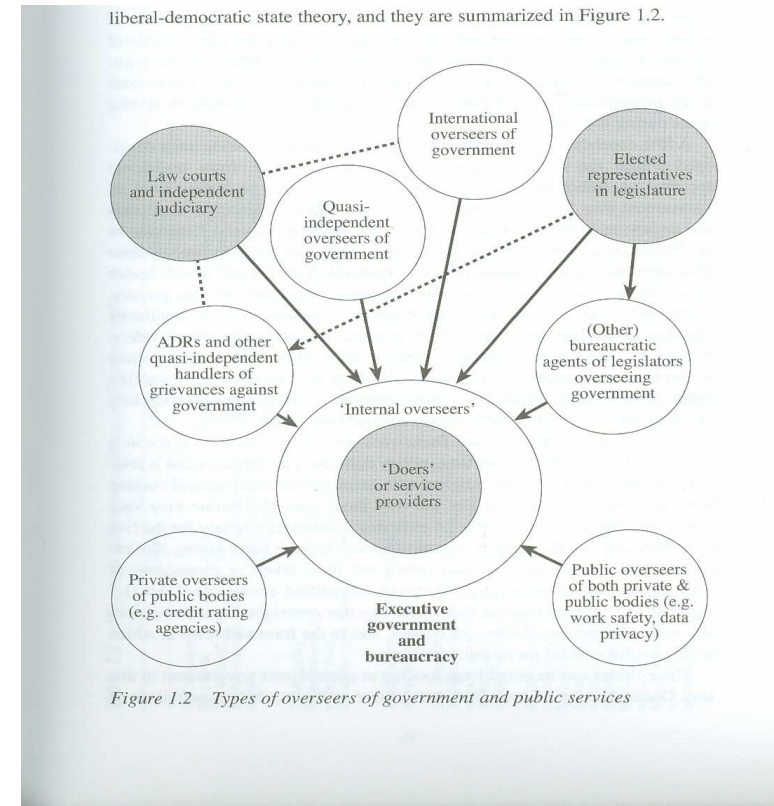 liberal-democratic state theory, and they are summarized in Figure 1.2.
International
overseers of
government
Law courts
and independent
judiciary
Elected
representatives
in legislature
Quasi-
independent
overseers of
government
ADRs and other
quasi-independent
handlers of
grievances against
government
(Other)
bureaucratic
agents of legislators
overseeing
government
‘Internal overseers’
‘Doers’
or service
providers
Private overseers
of public bodies
(e.g. credit rating
agencies)
Executive
government
and
bureaucracy
Public overseers
of both private &
public bodies (e.g.
work safety, data
privacy)
Figure 1.2 Types of overseers of government and public services